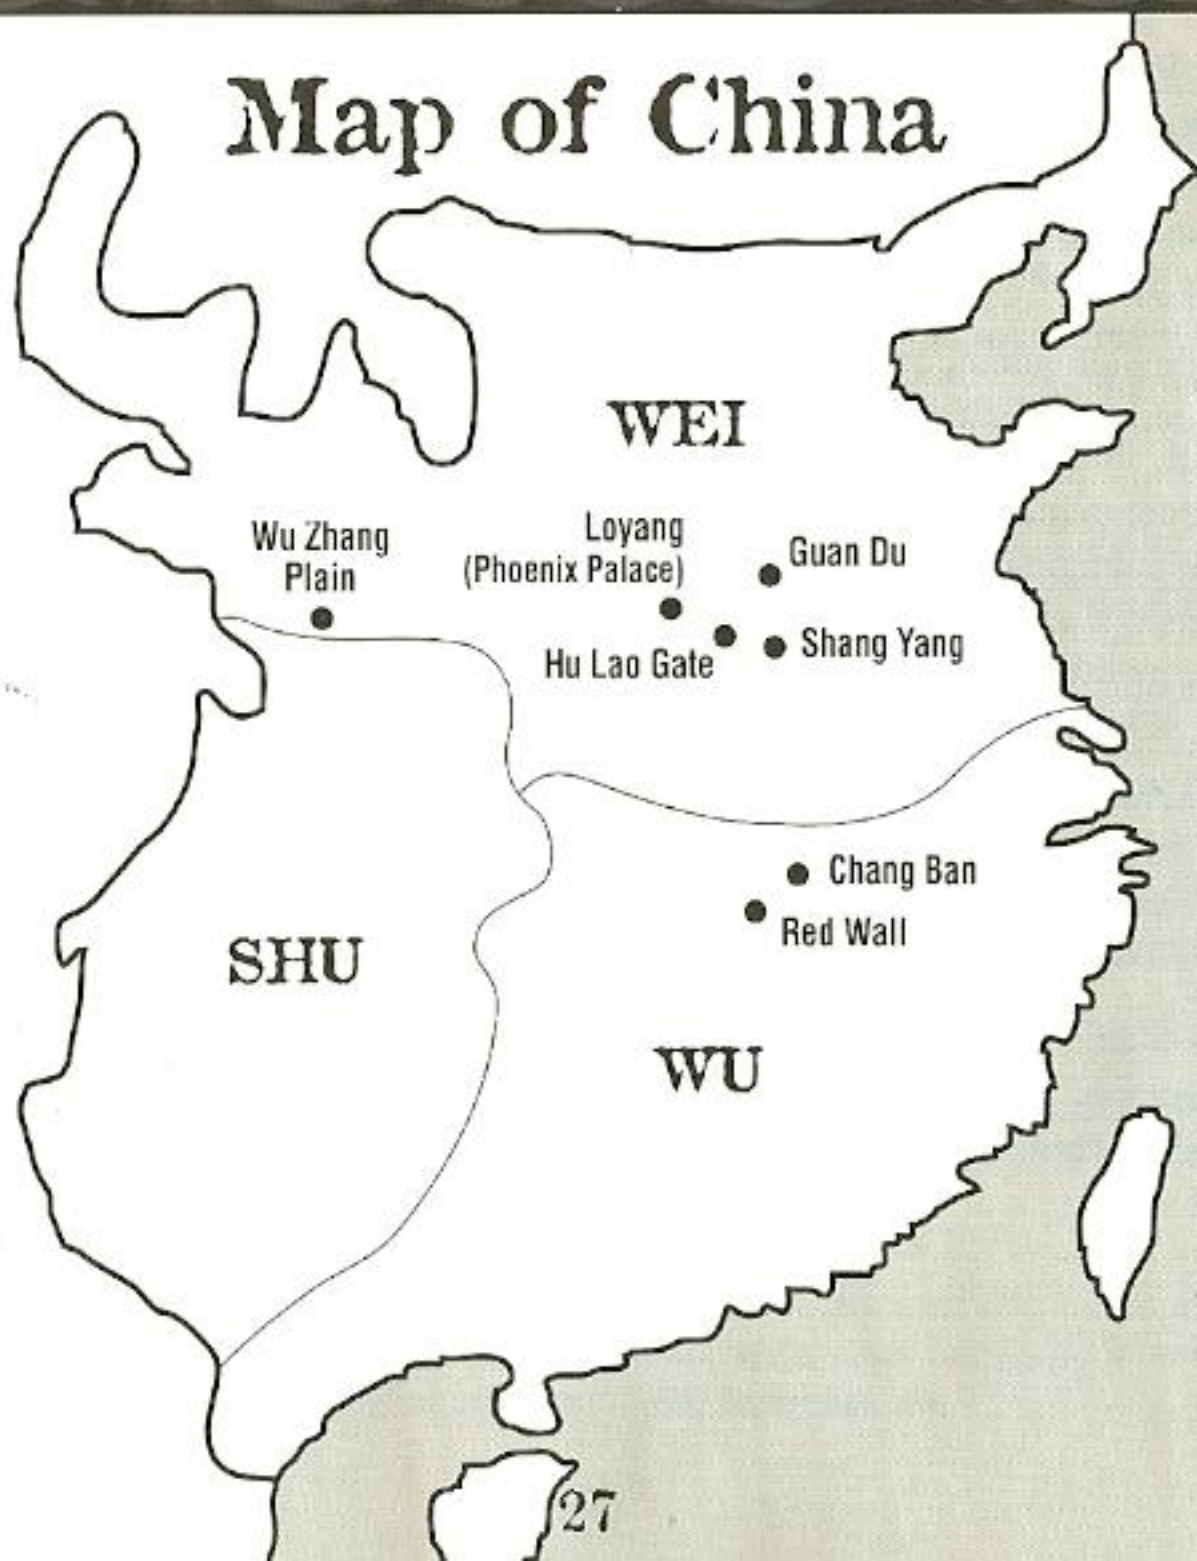 Map of China
WEI
Wu Zhang
Plain
Loyang
(Phoenix Palace)
Guan Du
Hu Lao Gate
Shang Yang
Chang Ban
Red Wall
SHU
WU
27